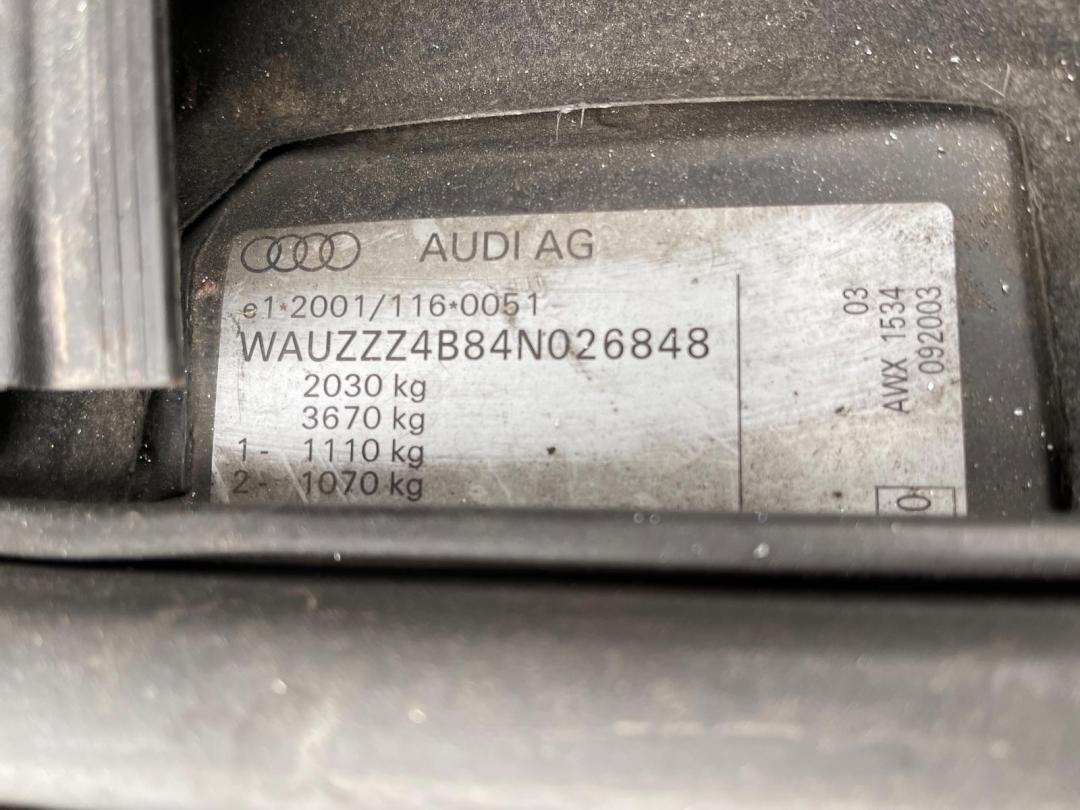 AUDI AG
e1*2001/116*0051
WAUZZZ4B84N026848
2030 kg
3670 kg
1- 1110 kg
2- 1070 kg
03
AWX 1534
092003
0